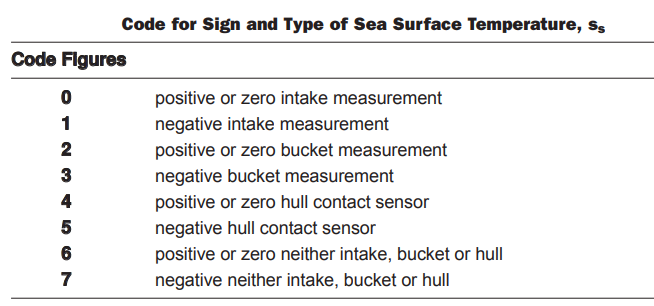 Code for Sign and Type of Sea Surface Temperature, ss
Code Figures
0 positive or zero intake measurement
1 negative intake measurement
2 positive or zero bucket measurement
3 negative bucket measurement
4 positive or zero hull contact sensor
5 negative hull contact sensor
6 positive or zero neither intake, bucket or hull
7 negative neither intake, bucket or hull